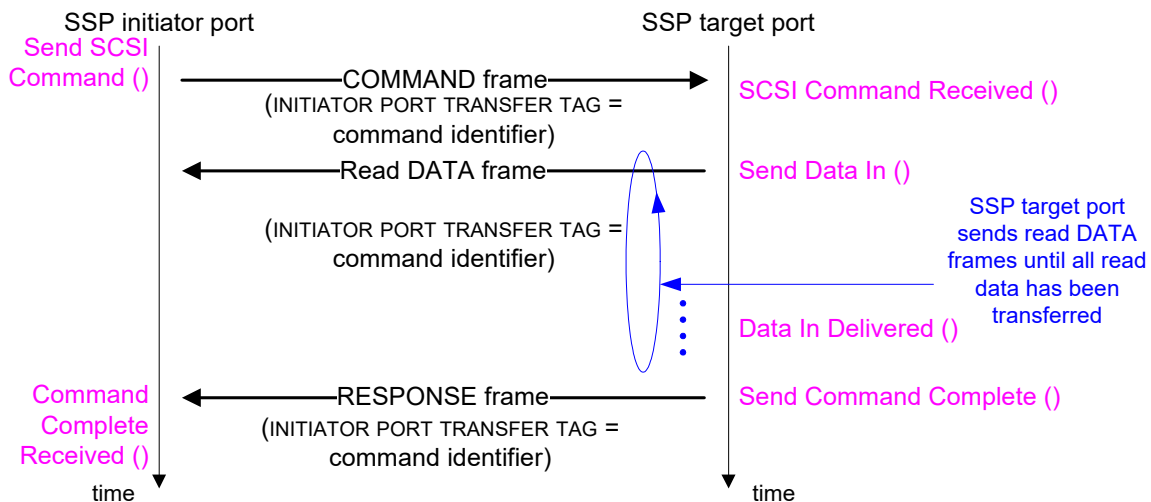 SSP initiator port
SSP target port
Send SCSI
Command ()
COMMAND frame
(INITIATOR PORT TRANSFER TAG =
command identifier)
SCSI Command Received ()
Read DATA frame
Send Data In ()
(INITIATOR PORT TRANSFER TAG =
command identifier)
SSP target port
sends read DATA
frames until all read
data has been
transferred
Data In Delivered ()
Command
Complete
Received ()
RESPONSE frame
(INITIATOR PORT TRANSFER TAG =
command identifier)
Send Command Complete ()
time
time